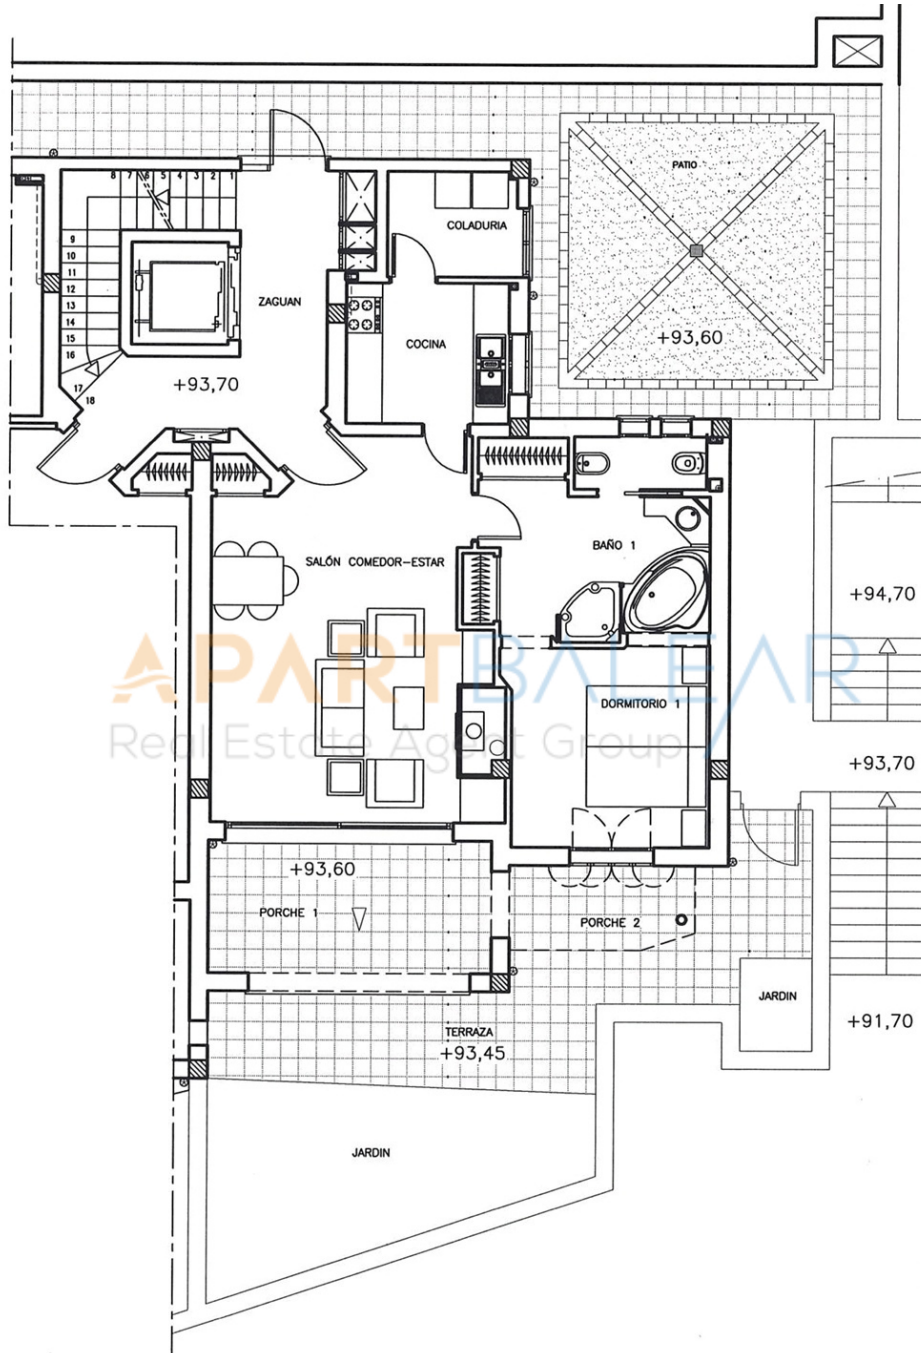 PATIO
8 7 6 5 4 3 2 1
COLADURIA
9
10
11
12
13
14
15
16
17
18
ZAGUAN
COCINA
+93,60
+93,70
BAÑO 1
SALÓN COMEDOR-ESTAR
+94,70
APARTBALEAR
DORMITORIO 1
Real Estate Agent Group
+93,70
+93,60
PORCHE 1
PORCHE 2
JARDIN
+91,70
TERRAZA
+93,45
JARDIN